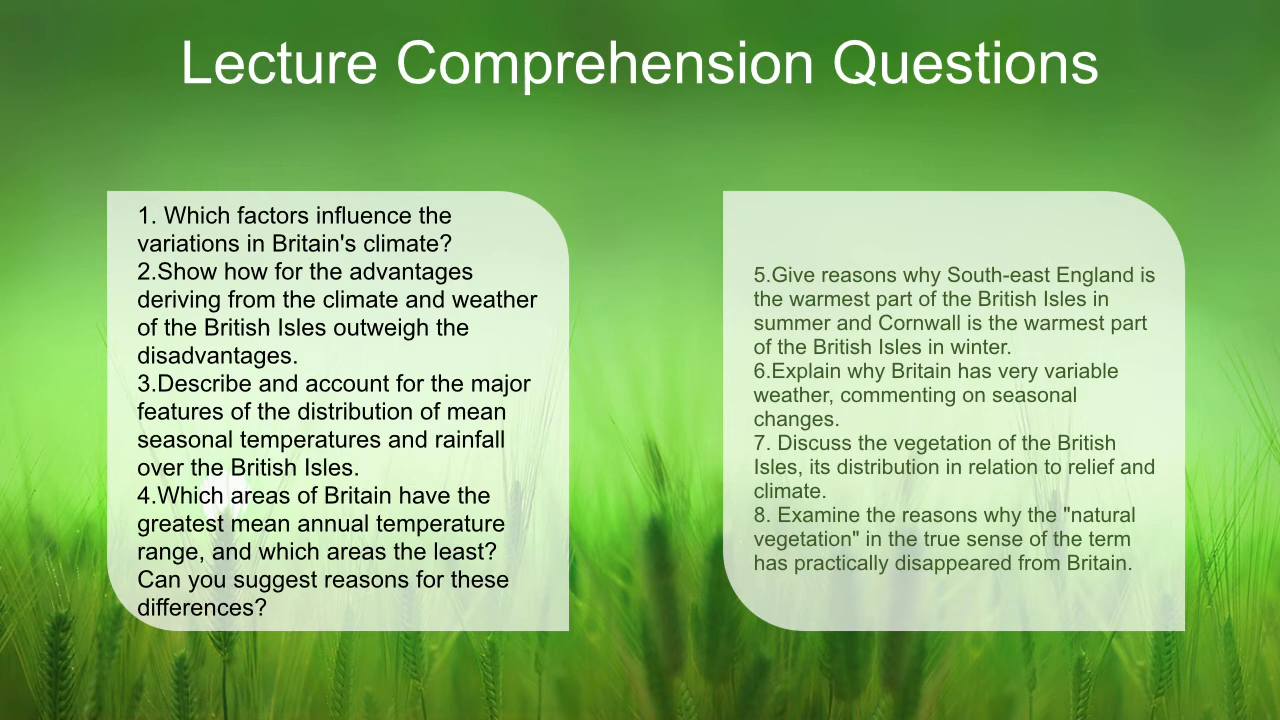 Lecture Comprehension Questions
1. Which factors influence the
variations in Britain's climate?
2.Show how for the advantages
deriving from the climate and weather
of the British Isles outweigh the
disadvantages.
3.Describe and account for the major
features of the distribution of mean
seasonal temperatures and rainfall
over the British Isles.
4.Which areas of Britain have the
greatest mean annual temperature
range, and which areas the least?
Can you suggest reasons for these
differences?
5.Give reasons why South-east England is
the warmest part of the British Isles in
summer and Cornwall is the warmest part
of the British Isles in winter.
6.Explain why Britain has very variable
weather, commenting on seasonal
changes.
7. Discuss the vegetation of the British
Isles, its distribution in relation to relief and
climate.
8. Examine the reasons why the "natural
vegetation" in the true sense of the term
has practically disappeared from Britain.